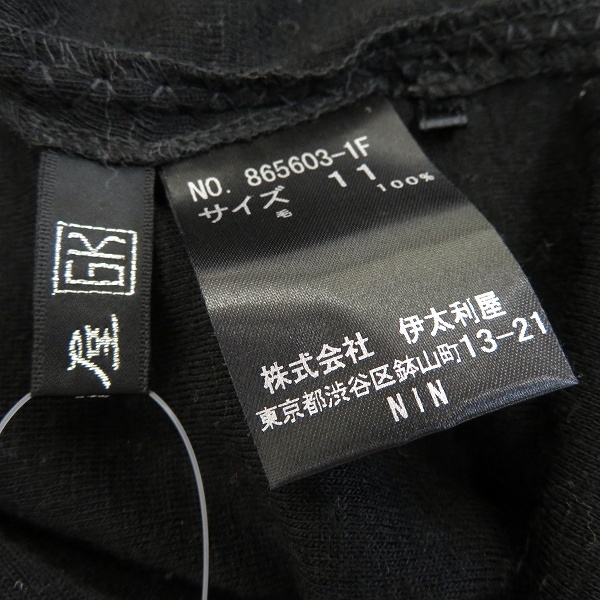 NO. 865603-1F
サイズ 11
毛 100%
株式会社 伊太利屋
東京都渋谷区鉢山町13-21
NIN
GK
屋